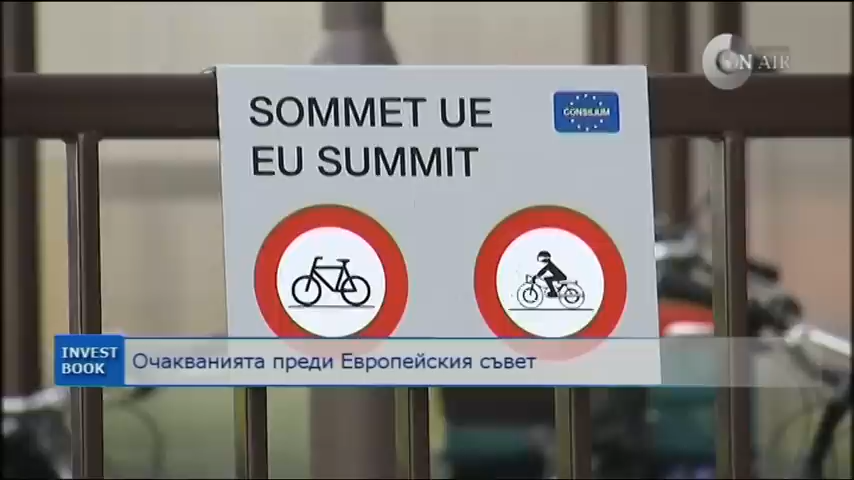 ON AIR
SOMMET UE
EU SUMMIT
CONSILIUM
INVEST
BOOK
Очакванията преди Европейския съвет